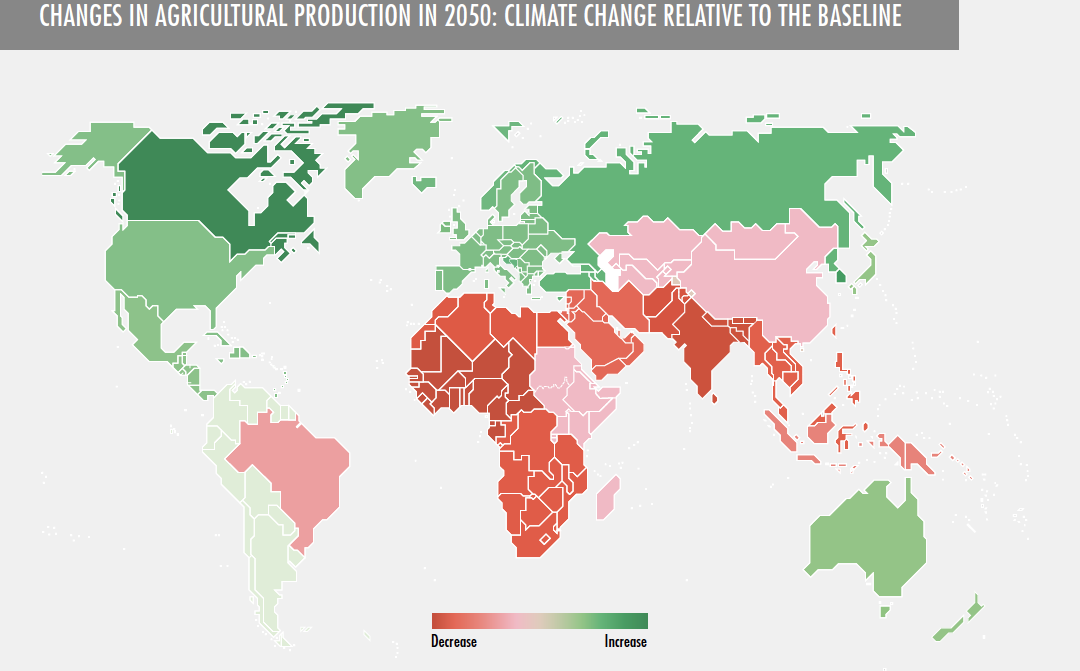 CHANGES IN AGRICULTURAL PRODUCTION IN 2050: CLIMATE CHANGE RELATIVE TO THE BASELINE
Decrease Increase